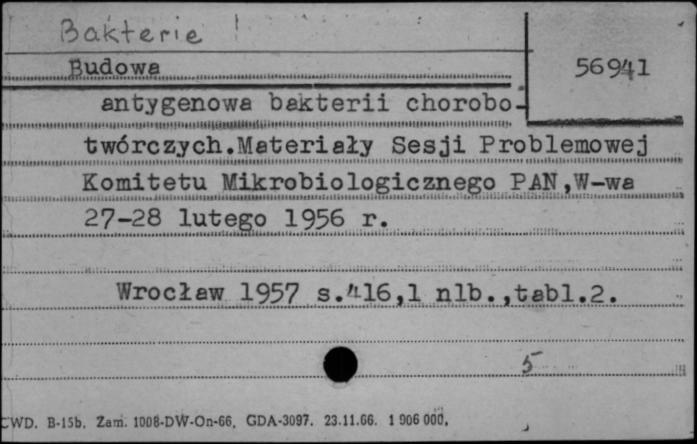 Bakterie
Budowa
56941
antygenowa bakterii chorobo-
twórczych.Materiały Sesji Problemowej
Komitetu Mikrobiologicznego PAN,W-wa
27-28 lutego 1956 r.
Wrocław 1957 s.416,1 nlb.,tabl.2.
5
CWD. B-15b. Zam. 1008-DW-On-66. GDA-3097. 23.11.66. 1 906 000.